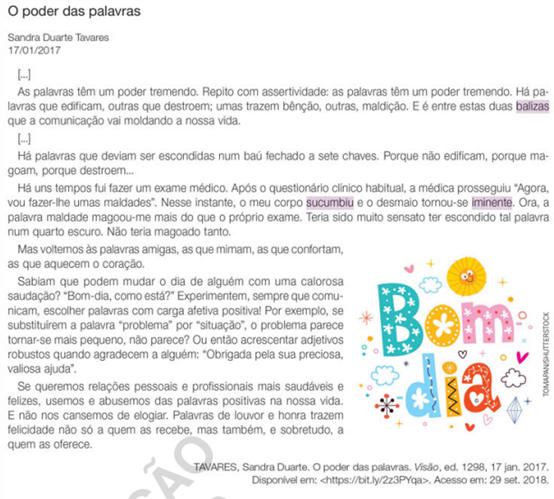 O poder das palavras
Sandra Duarte Tavares
17/01/2017
[...]
As palavras têm um poder tremendo. Repito com assertividade: as palavras têm um poder tremendo. Há pa-
lavras que edificam, outras que destroem; umas trazem bênção, outras, maldição. E é entre estas duas balizas
que a comunicação vai moldando a nossa vida.
[...]
Há palavras que deviam ser escondidas num baú fechado a sete chaves. Porque não edificam, porque ma-
goam, porque destroem...
Há uns tempos fui fazer um exame médico. Após o questionário clínico habitual, a médica prosseguiu “Agora,
vou fazer-lhe umas maldades”. Nesse instante, o meu corpo sucumbiu e o desmaio tornou-se iminente. Ora, a
palavra maldade magoou-me mais do que o próprio exame. Teria sido muito sensato ter escondido tal palavra
num quarto escuro. Não teria magoado tanto.
Mas voltemos às palavras amigas, as que mimam, as que confortam,
as que aquecem o coração.
Sabiam que podem mudar o dia de alguém com uma calorosa
saudação? “Bom-dia, como está?” Experimentem, sempre que comu-
nicam, escolher palavras com carga afetiva positiva! Por exemplo, se
substituírem a palavra “problema” por “situação”, o problema parece
tornar-se mais pequeno, não parece? Ou então acrescentar adjetivos
robustos quando agradecem a alguém: “Obrigada pela sua preciosa,
valiosa ajuda”.
Se queremos relações pessoais e profissionais mais saudáveis e
felizes, usemos e abusemos das palavras positivas na nossa vida.
E não nos cansemos de elogiar. Palavras de louvor e honra trazem
felicidade não só a quem as recebe, mas também, e sobretudo, a
quem as oferece.
Bom-
dia
TOMAPAN/SHUTTERSTOCK
TAVARES, Sandra Duarte. O poder das palavras. Visão, ed. 1298, 17 jan. 2017.
Disponível em: <https://bit.ly/2z3PYqa>. Acesso em: 29 set. 2018.
ÇÃO